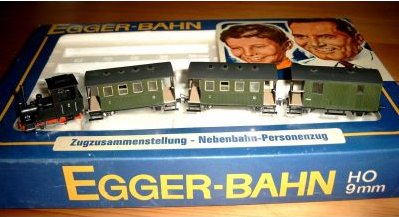 EGGER-BAHN
Zugzusammenstellung - Nebenbahn-Personenzug
EGGER-BAHN HO
9mm